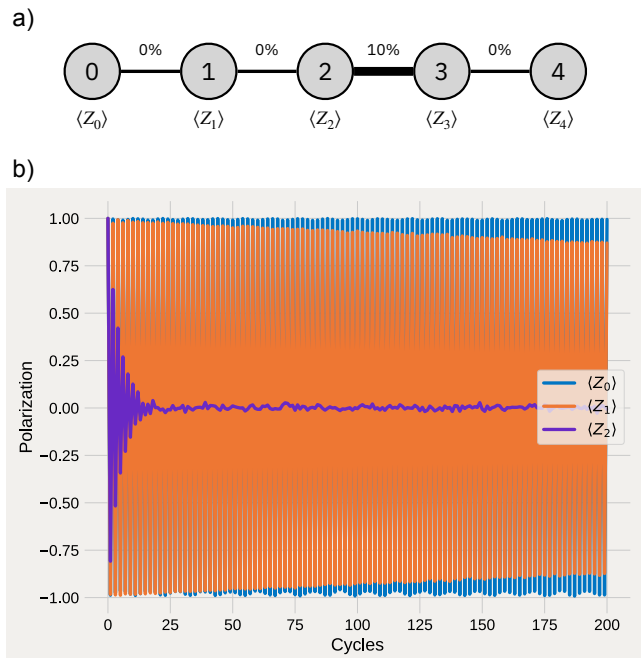 a)
0% 0% 10% 0%
0 1 2 3 4
⟨Z₀⟩ ⟨Z₁⟩ ⟨Z₂⟩ ⟨Z₃⟩ ⟨Z₄⟩
b)
Polarization
1.00
0.75
0.50
0.25
0.00
−0.25
−0.50
−0.75
−1.00
⟨Z₀⟩
⟨Z₁⟩
⟨Z₂⟩
0 25 50 75 100 125 150 175 200
Cycles